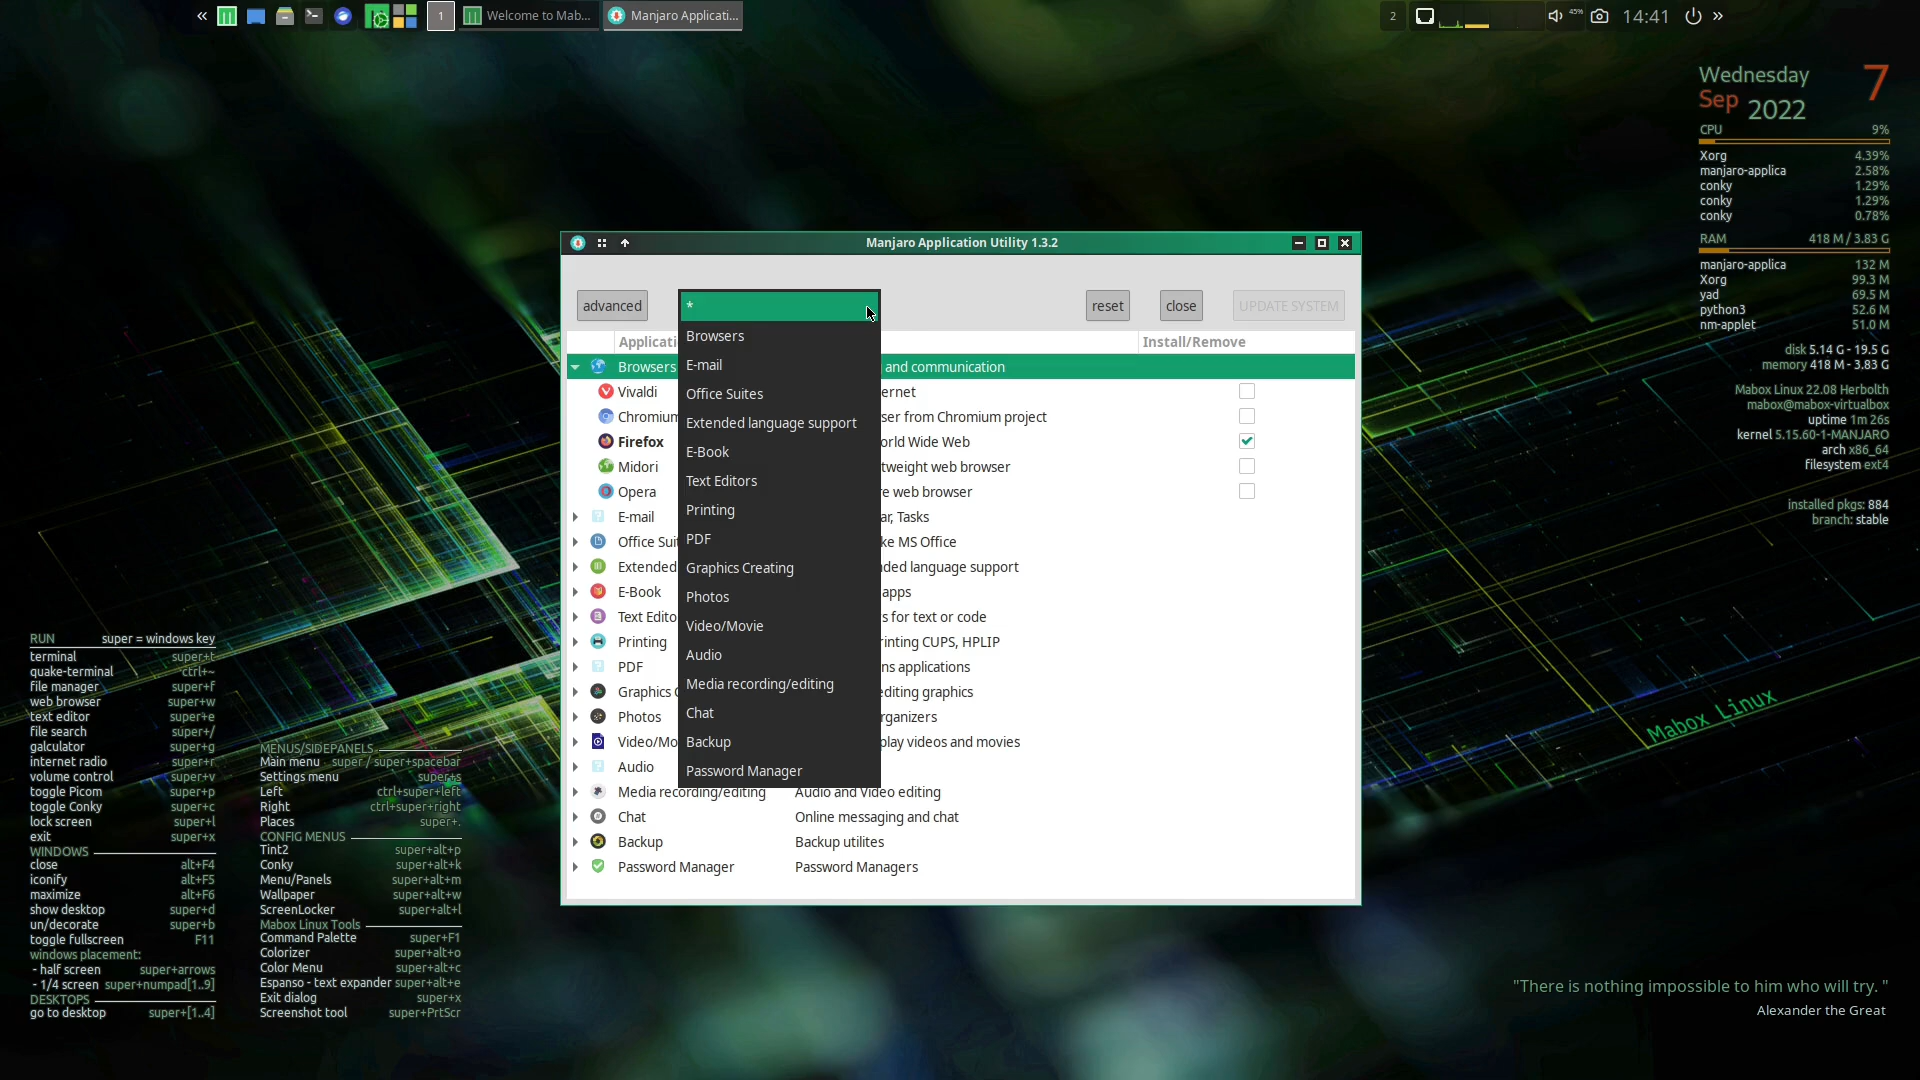 «
1
Welcome to Mab...
Manjaro Applicati...
2
45%
14:41
»
Wednesday 7
Sep 2022
CPU 9%
Xorg 4.39%
manjaro-applica 2.58%
conky 1.29%
conky 1.29%
conky 0.78%
RAM 418 M / 3.83 G
manjaro-applica 132 M
Xorg 99.3 M
yad 69.5 M
python3 52.6 M
nm-applet 51.0 M
disk 5.14 G - 19.5 G
memory 418 M - 3.83 G
Mabox Linux 22.08 Herbolth
mabox@mabox-virtualbox
uptime 1m 26s
kernel 5.15.60-1-MANJARO
arch x86_64
filesystem ext4
installed pkgs: 884
branch: stable
Manjaro Application Utility 1.3.2
advanced
*
reset
close
UPDATE SYSTEM
Browsers
E-mail
Office Suites
Extended language support
E-Book
Text Editors
Printing
PDF
Graphics Creating
Photos
Video/Movie
Audio
Media recording/editing
Chat
Backup
Password Manager
Applicati Install/Remove
Browsers and communication
Vivaldi ernet
Chromium ser from Chromium project
Firefox orld Wide Web
Midori tweight web browser
Opera re web browser
E-mail ar, Tasks
Office Suit ke MS Office
Extended nded language support
E-Book apps
Text Edito s for text or code
Printing rinting CUPS, HPLIP
PDF ns applications
Graphics C editing graphics
Photos rganizers
Video/Mo play videos and movies
Audio
Media recording/editing Audio and Video editing
Chat Online messaging and chat
Backup Backup utilites
Password Manager Password Managers
RUN super = windows key
terminal super+t
quake-terminal ctrl+~
file manager super+f
web browser super+w
text editor super+e
file search super+/
galculator super+g
internet radio super+r
volume control super+v
toggle Picom super+p
toggle Conky super+c
lock screen super+l
exit super+x
WINDOWS
close alt+F4
iconify alt+F5
maximize alt+F6
show desktop super+d
un/decorate super+b
toggle fullscreen F11
windows placement:
- half screen super+arrows
- 1/4 screen super+numpad[1..9]
DESKTOPS
go to desktop super+[1..4]
MENUS/SIDEPANELS
Main menu super / super+spacebar
Settings menu super+s
Left ctrl+super+left
Right ctrl+super+right
Places super+.
CONFIG MENUS
Tint2 super+alt+p
Conky super+alt+k
Menu/Panels super+alt+m
Wallpaper super+alt+w
ScreenLocker super+alt+l
Mabox Linux Tools
Command Palette super+F1
Colorizer super+alt+o
Color Menu super+alt+c
Espanso - text expander super+alt+e
Exit dialog super+x
Screenshot tool super+PrtScr
Mabox Linux
"There is nothing impossible to him who will try. "
Alexander the Great